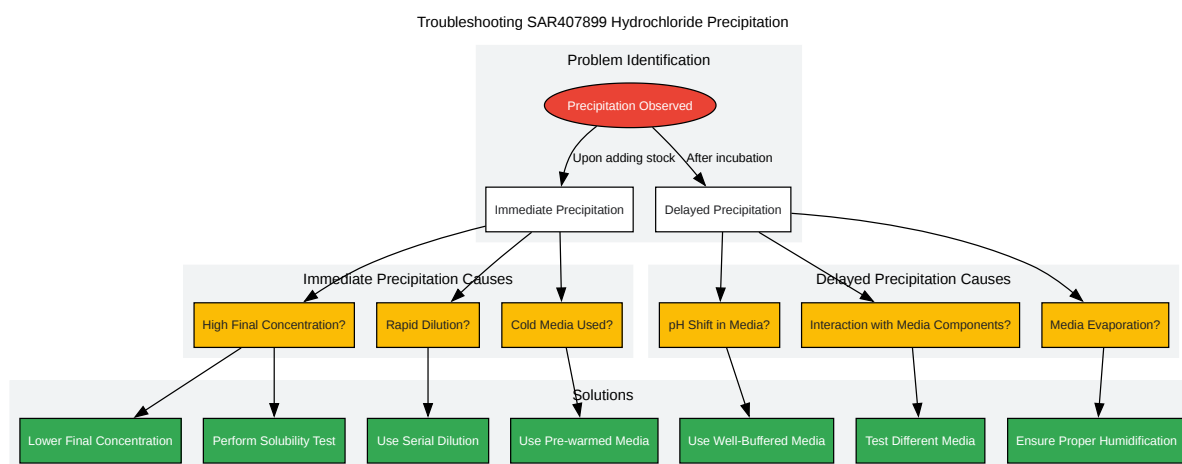 Troubleshooting SAR407899 Hydrochloride Precipitation
Problem Identification
Precipitation Observed
Upon adding stock
After incubation
Immediate Precipitation
Delayed Precipitation
Immediate Precipitation Causes
Delayed Precipitation Causes
High Final Concentration?
Rapid Dilution?
Cold Media Used?
pH Shift in Media?
Interaction with Media Components?
Media Evaporation?
Solutions
Lower Final Concentration
Perform Solubility Test
Use Serial Dilution
Use Pre-warmed Media
Use Well-Buffered Media
Test Different Media
Ensure Proper Humidification